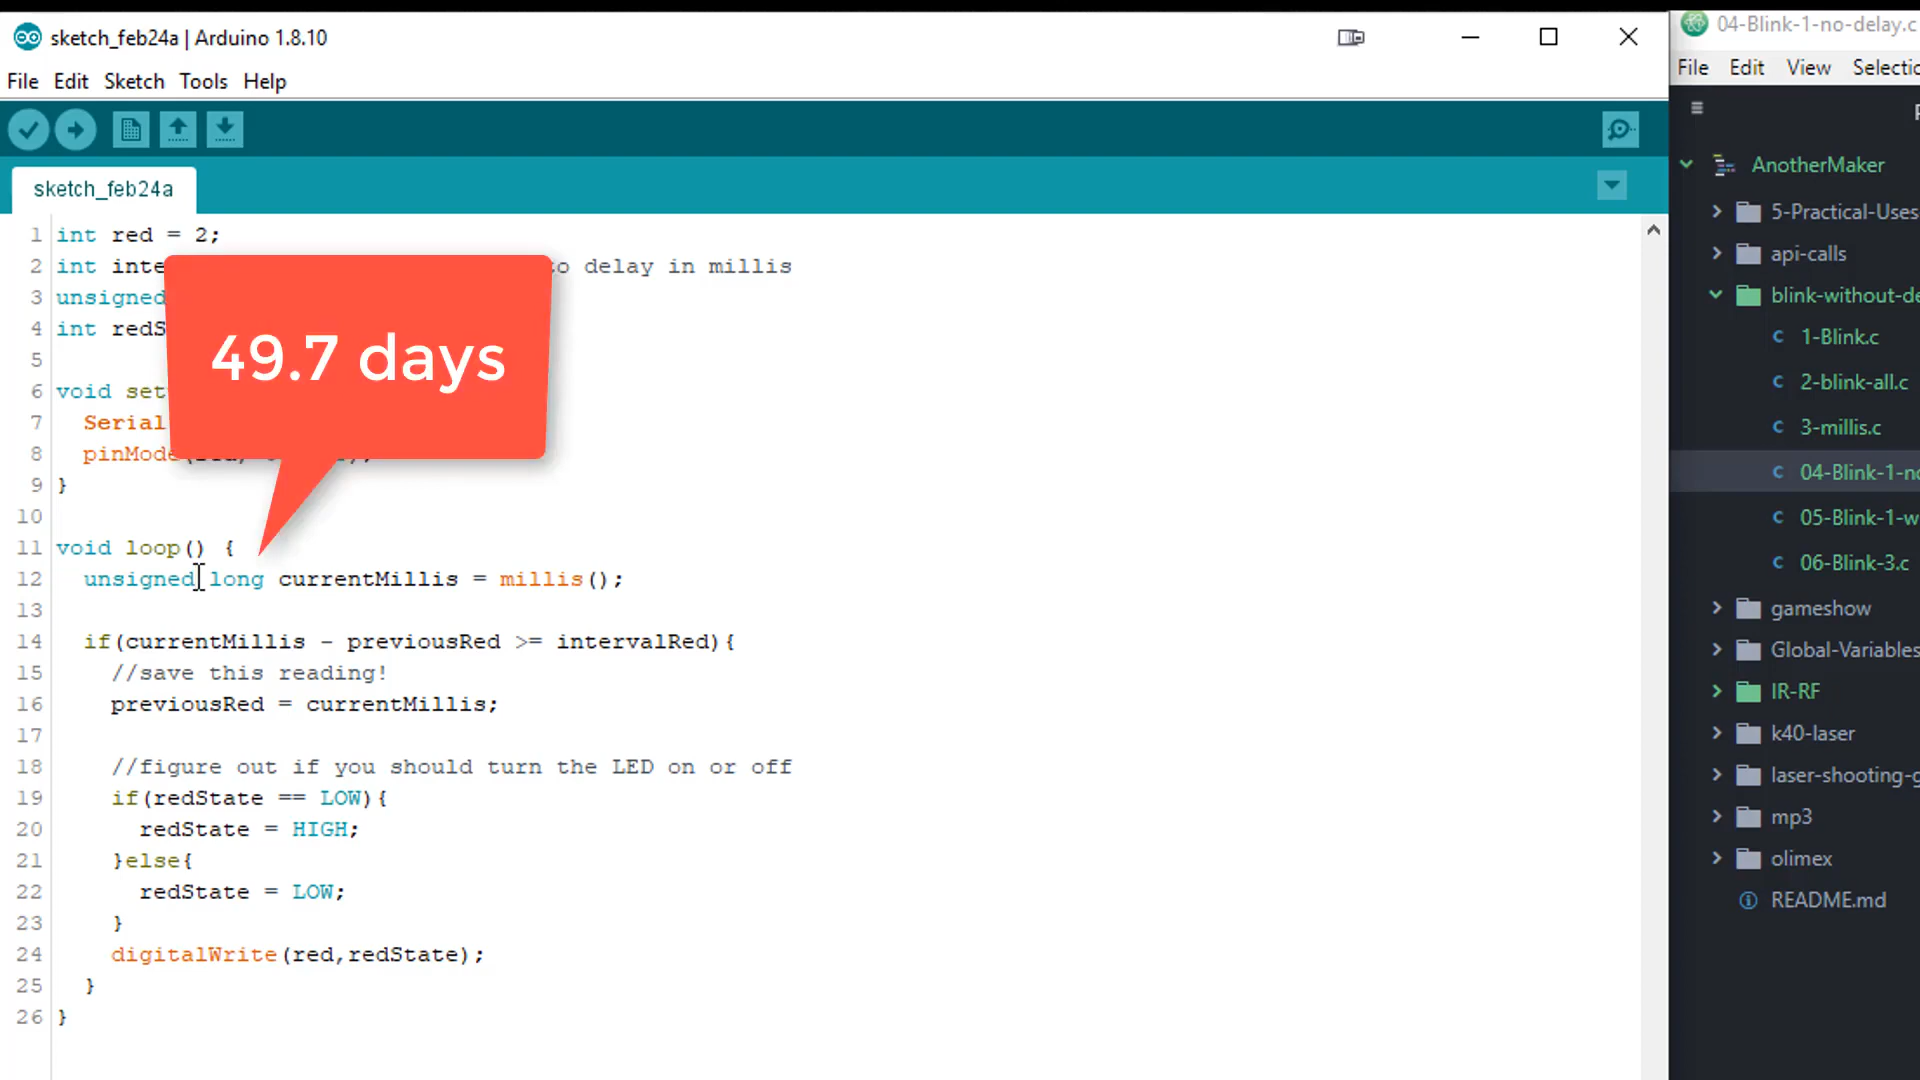 sketch_feb24a | Arduino 1.8.10
File Edit Sketch Tools Help
sketch_feb24a
1 int red = 2;
2 int inte o delay in millis
3 unsigned
4 int redS
5
6 void set
7 Serial
8 pinMode
9 }
10
11 void loop() {
12 unsigned long currentMillis = millis();
13
14 if(currentMillis - previousRed >= intervalRed){
15 //save this reading!
16 previousRed = currentMillis;
17
18 //figure out if you should turn the LED on or off
19 if(redState == LOW){
20 redState = HIGH;
21 }else{
22 redState = LOW;
23 }
24 digitalWrite(red,redState);
25 }
26 }
49.7 days
04-Blink-1-no-delay.c
File Edit View Selectio
AnotherMaker
5-Practical-Uses
api-calls
blink-without-de
1-Blink.c
2-blink-all.c
3-millis.c
04-Blink-1-no
05-Blink-1-w
06-Blink-3.c
gameshow
Global-Variables
IR-RF
k40-laser
laser-shooting-g
mp3
olimex
README.md